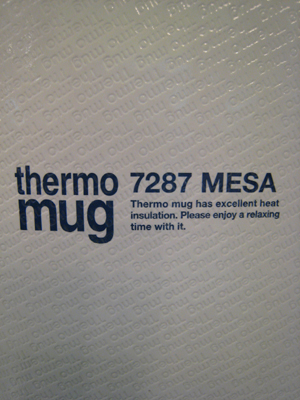 thermo mug
7287 MESA
Thermo mug has excellent heat
insulation. Please enjoy a relaxing
time with it.